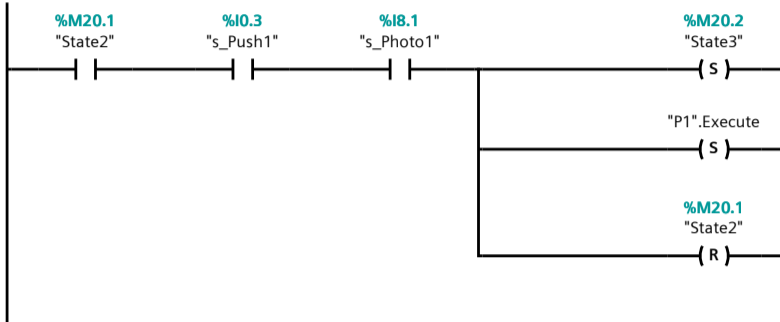 %M20.1 %I0.3 %I8.1 %M20.2
"State2" "s_Push1" "s_Photo1" "State3"
S
"P1".Execute
S
%M20.1
"State2"
R